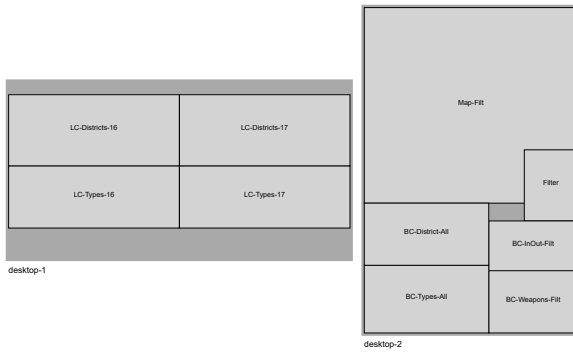 LC-Districts-16
LC-Districts-17
LC-Types-16
LC-Types-17
desktop-1
Map-Filt
Filter
BC-District-All
BC-InOut-Filt
BC-Types-All
BC-Weapons-Filt
desktop-2